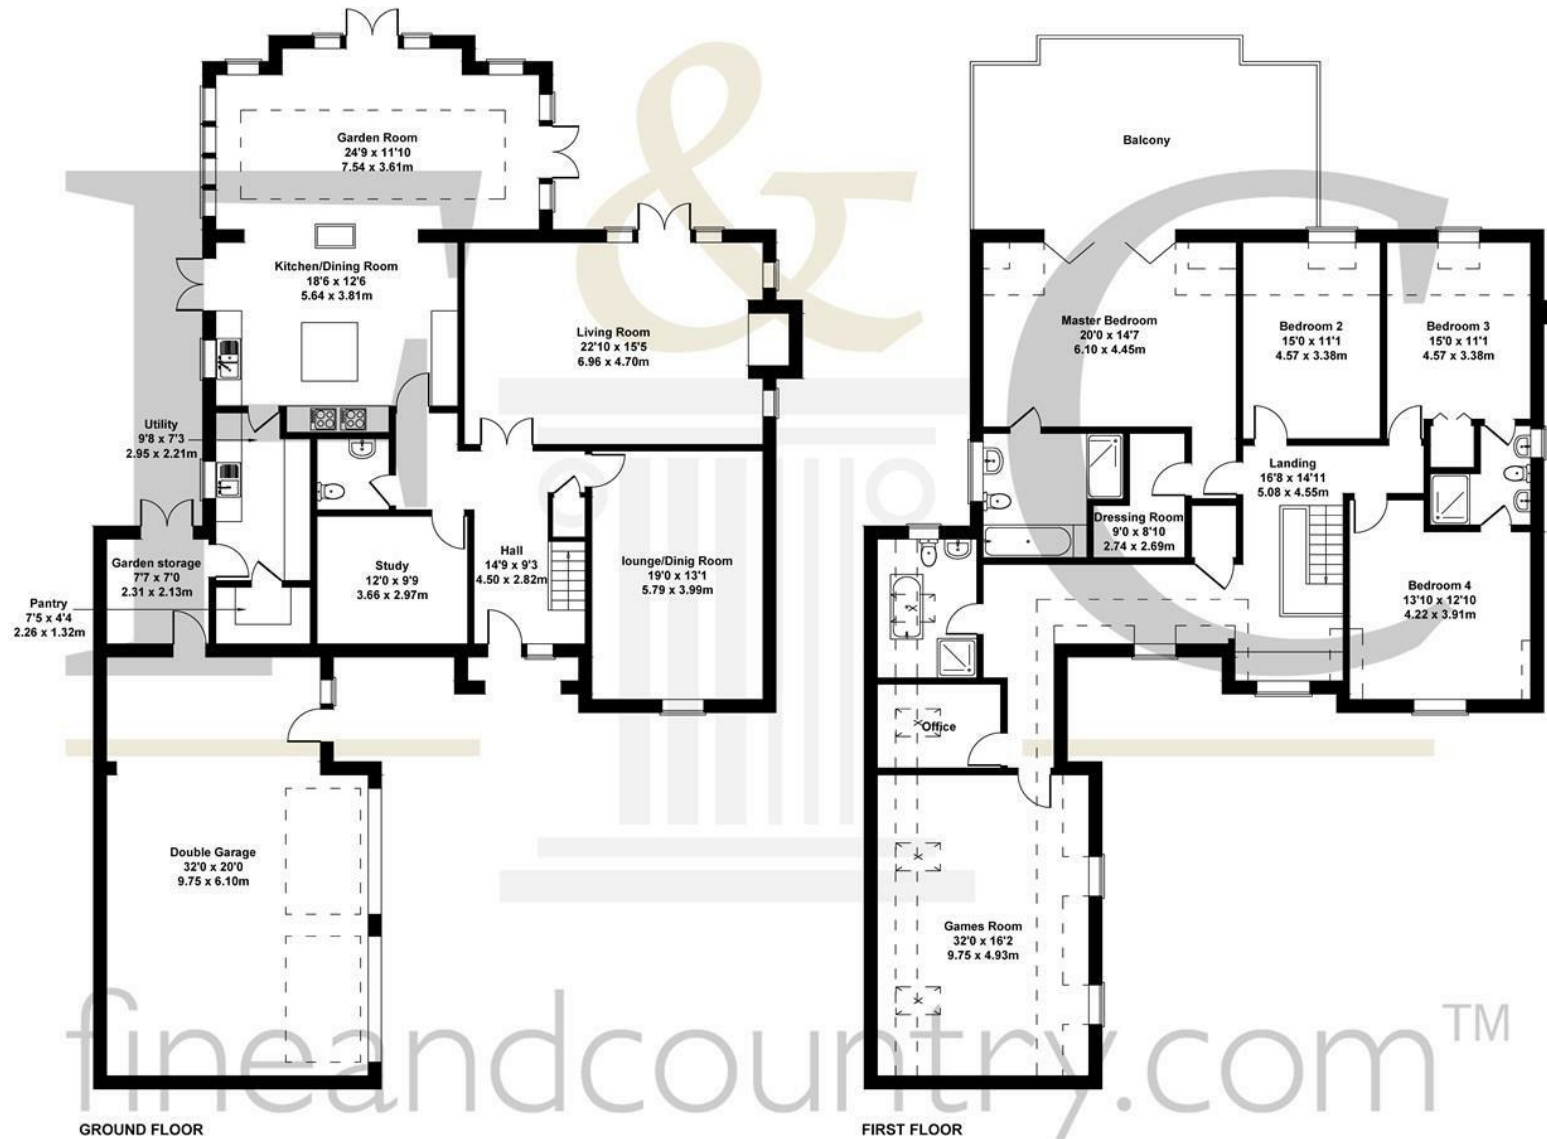 Garden Room
24'9 x 11'10
7.54 x 3.61m
Kitchen/Dining Room
18'6 x 12'6
5.64 x 3.81m
Living Room
22'10 x 15'5
6.96 x 4.70m
Utility
9'8 x 7'3
2.95 x 2.21m
Garden storage
7'7 x 7'0
2.31 x 2.13m
Pantry
7'5 x 4'4
2.26 x 1.32m
Study
12'0 x 9'9
3.66 x 2.97m
Hall
14'9 x 9'3
4.50 x 2.82m
lounge/Dinig Room
19'0 x 13'1
5.79 x 3.99m
Double Garage
32'0 x 20'0
9.75 x 6.10m
GROUND FLOOR
Balcony
Master Bedroom
20'0 x 14'7
6.10 x 4.45m
Bedroom 2
15'0 x 11'1
4.57 x 3.38m
Bedroom 3
15'0 x 11'1
4.57 x 3.38m
Landing
16'8 x 14'11
5.08 x 4.55m
Dressing Room
9'0 x 8'10
2.74 x 2.69m
Bedroom 4
13'10 x 12'10
4.22 x 3.91m
Office
Games Room
32'0 x 16'2
9.75 x 4.93m
FIRST FLOOR
F&C
fineandcountry.com™